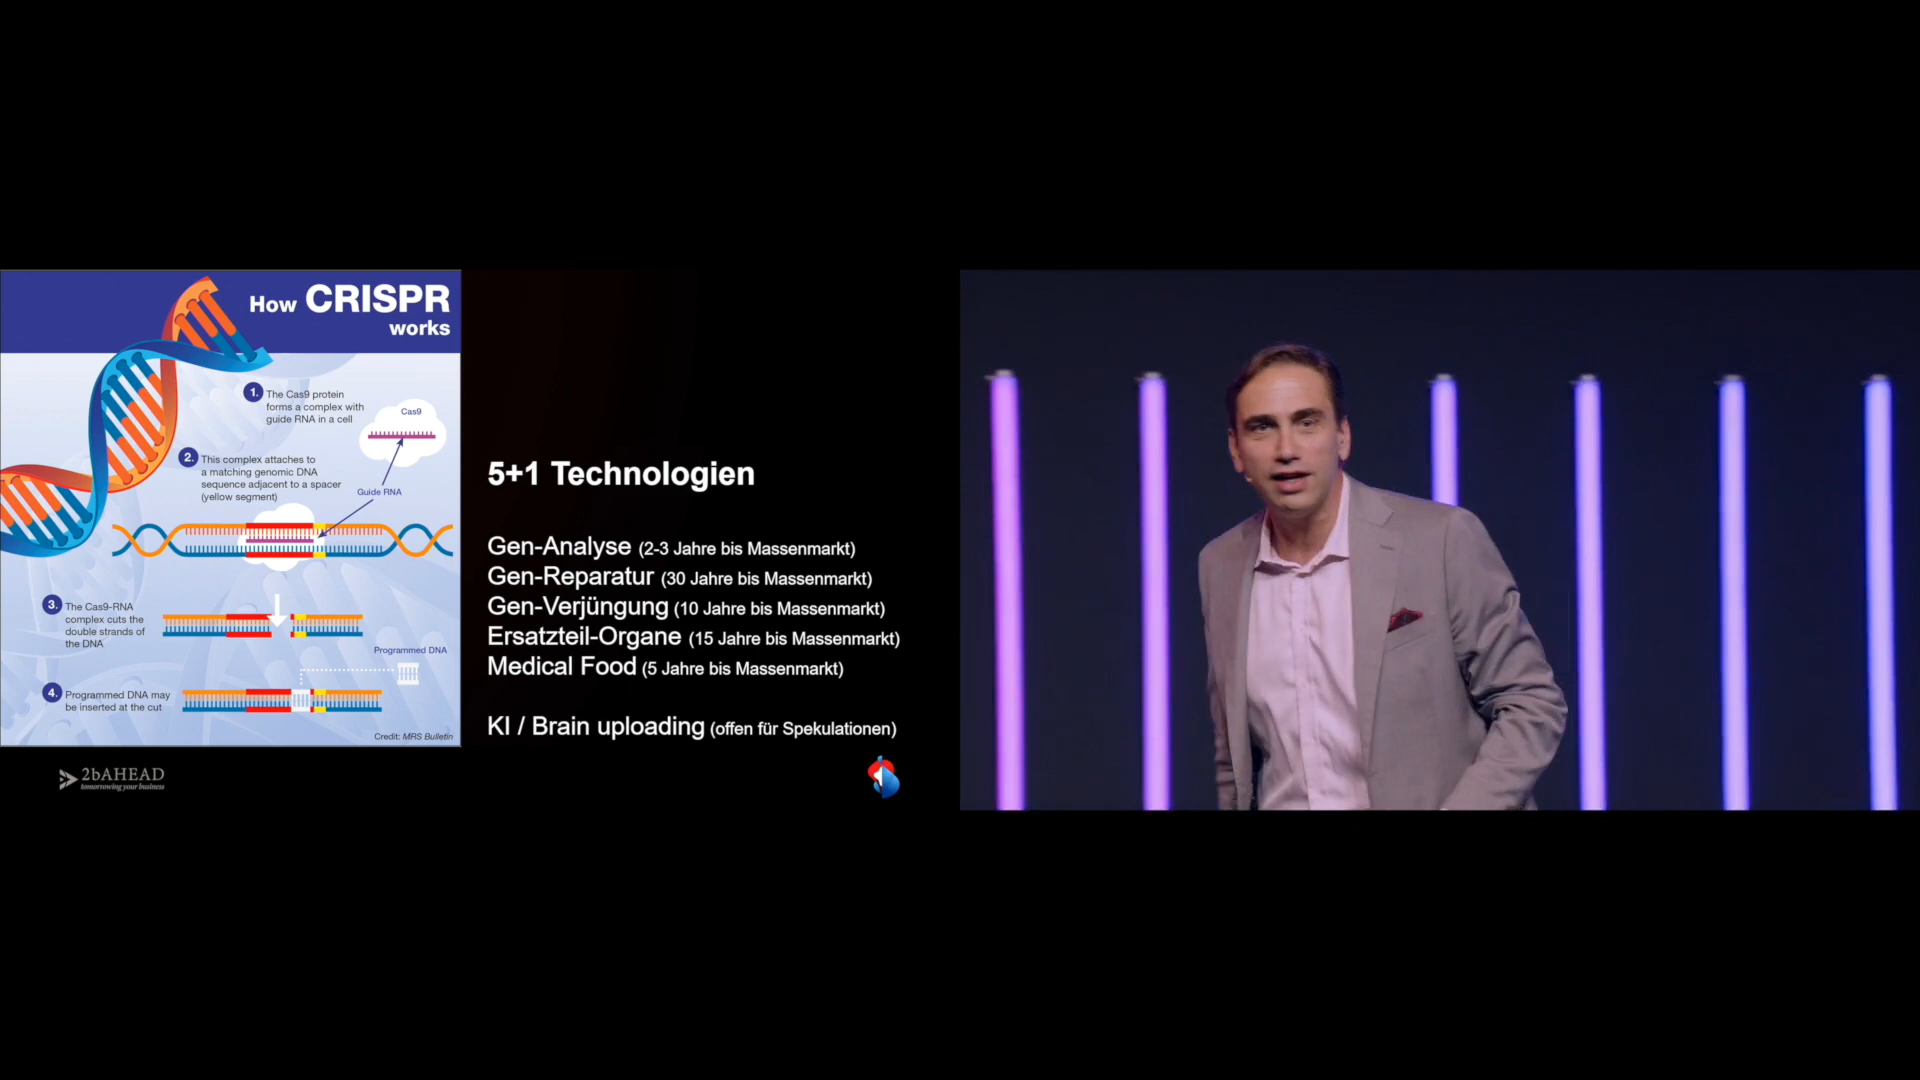 How CRISPR
works
1. The Cas9 protein
forms a complex with
guide RNA in a cell
Cas9
2. This complex attaches to
a matching genomic DNA
sequence adjacent to a spacer
(yellow segment)
Guide RNA
3. The Cas9-RNA
complex cuts the
double strands of
the DNA
Programmed DNA
4. Programmed DNA may
be inserted at the cut
Credit: MRS Bulletin
5+1 Technologien
Gen-Analyse (2-3 Jahre bis Massenmarkt)
Gen-Reparatur (30 Jahre bis Massenmarkt)
Gen-Verjüngung (10 Jahre bis Massenmarkt)
Ersatzteil-Organe (15 Jahre bis Massenmarkt)
Medical Food (5 Jahre bis Massenmarkt)
KI / Brain uploading (offen für Spekulationen)
2bAHEAD
tomorrowing your business